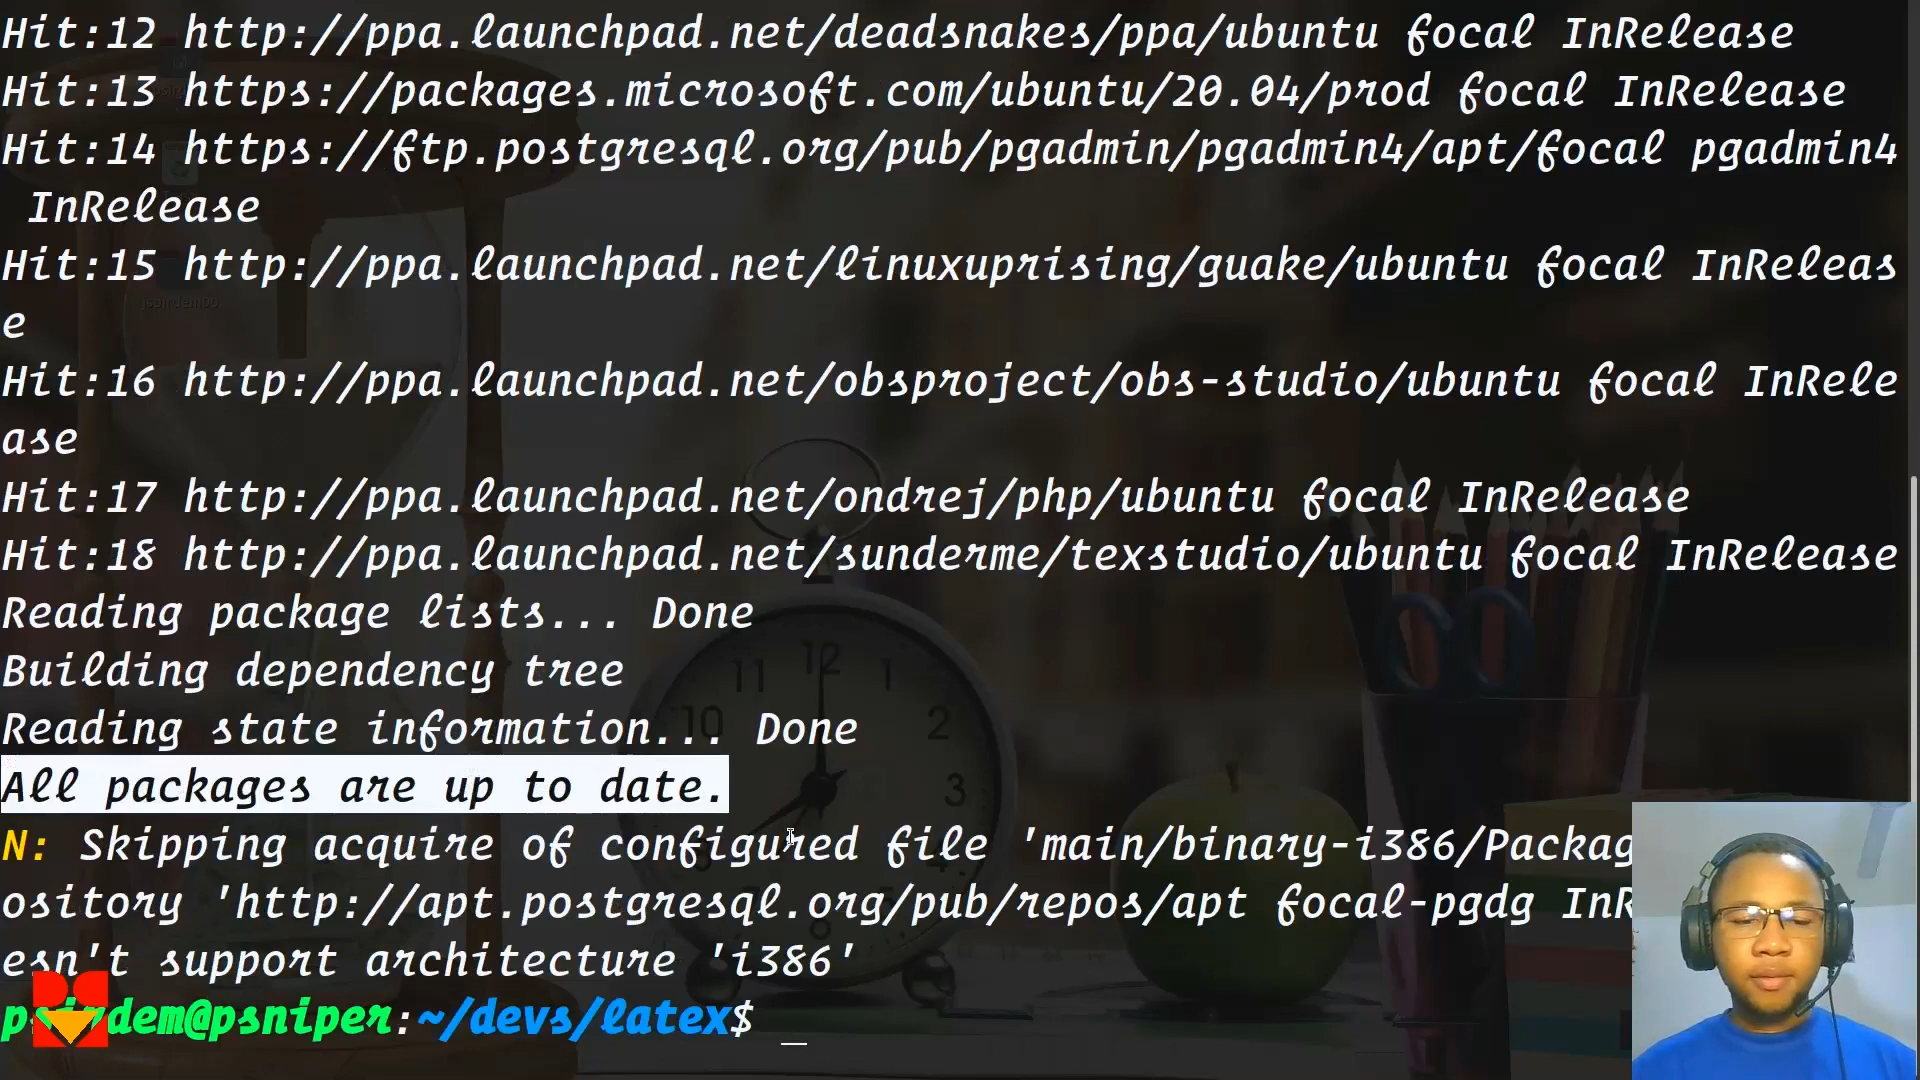 Hit:12 http://ppa.launchpad.net/deadsnakes/ppa/ubuntu focal InRelease
Hit:13 https://packages.microsoft.com/ubuntu/20.04/prod focal InRelease
Hit:14 https://ftp.postgresql.org/pub/pgadmin/pgadmin4/apt/focal pgadmin4
InRelease
Hit:15 http://ppa.launchpad.net/linuxuprising/guake/ubuntu focal InReleas
e
Hit:16 http://ppa.launchpad.net/obsproject/obs-studio/ubuntu focal InRele
ase
Hit:17 http://ppa.launchpad.net/ondrej/php/ubuntu focal InRelease
Hit:18 http://ppa.launchpad.net/sunderme/texstudio/ubuntu focal InRelease
Reading package lists... Done
Building dependency tree
Reading state information... Done
All packages are up to date.
N: Skipping acquire of configured file 'main/binary-i386/Packag
ository 'http://apt.postgresql.org/pub/repos/apt focal-pgdg InR
esn't support architecture 'i386'
dem@psniper:~/devs/latex$
12
11
1
10
2
3